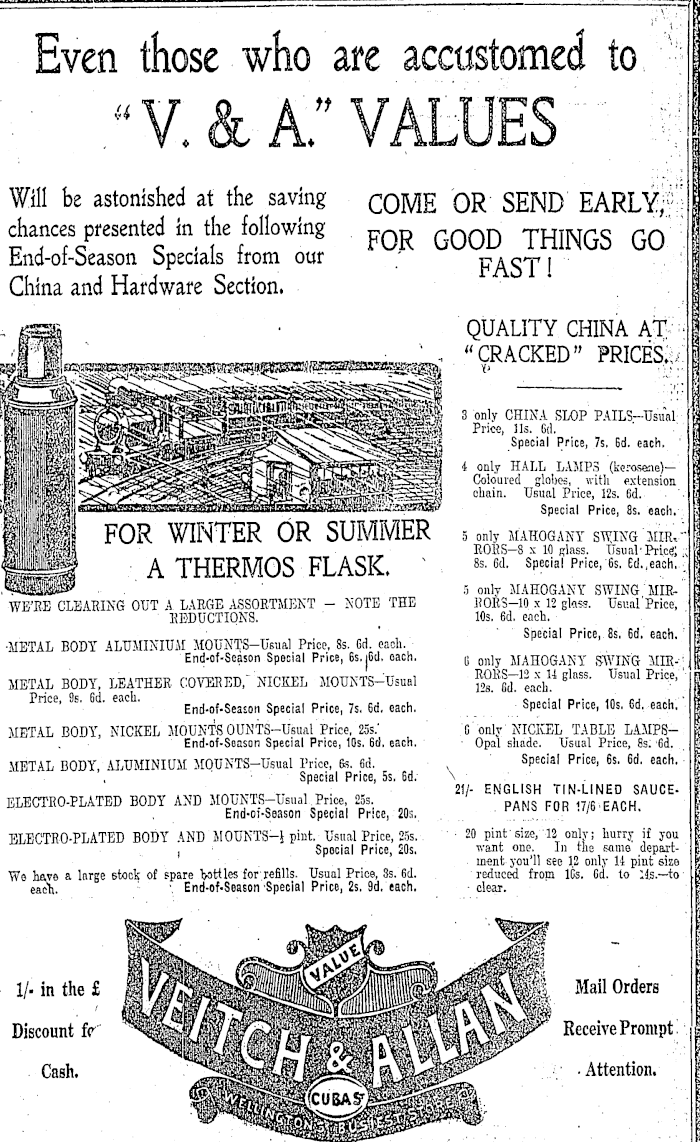 Even those who are accustomed to
"V. & A." VALUES
Will be astonished at the saving
chances presented in the following
End-of-Season Specials from our
China and Hardware Section.
COME OR SEND EARLY,
FOR GOOD THINGS GO
FAST!
FOR WINTER OR SUMMER
A THERMOS FLASK.
WE'RE CLEARING OUT A LARGE ASSORTMENT — NOTE THE
REDUCTIONS.
METAL BODY ALUMINIUM MOUNTS—Usual Price, 8s. 6d. each.
End-of-Season Special Price, 6s. 6d. each.
METAL BODY, LEATHER COVERED, NICKEL MOUNTS—Usual
Price, 9s. 6d. each.
End-of-Season Special Price, 7s. 6d. each.
METAL BODY, NICKEL MOUNTS OUNTS—Usual Price, 25s.
End-of-Season Special Price, 10s. 6d. each.
METAL BODY, ALUMINIUM MOUNTS—Usual Price, 6s. 6d.
Special Price, 5s. 6d.
ELECTRO-PLATED BODY AND MOUNTS—Usual Price, 25s.
End-of-Season Special Price, 20s.
ELECTRO-PLATED BODY AND MOUNTS—½ pint. Usual Price, 25s.
Special Price, 20s.
We have a large stock of spare bottles for refills. Usual Price, 3s. 6d.
each. End-of-Season Special Price, 2s. 9d. each.
QUALITY CHINA AT
"CRACKED" PRICES.
3 only CHINA SLOP PAILS—Usual
Price, 11s. 6d.
Special Price, 7s. 6d. each.
4 only HALL LAMPS (kerosene)—
Coloured globes, with extension
chain. Usual Price, 12s. 6d.
Special Price, 8s. each.
5 only MAHOGANY SWING MIR-
RORS—8 x 10 glass. Usual Price,
8s. 6d. Special Price, 6s. 6d. each.
5 only MAHOGANY SWING MIR-
RORS—10 x 12 glass. Usual Price,
10s. 6d. each.
Special Price, 8s. 6d. each.
6 only MAHOGANY SWING MIR-
RORS—12 x 14 glass. Usual Price,
12s. 6d. each.
Special Price, 10s. 6d. each.
6 only NICKEL TABLE LAMPS—
Opal shade. Usual Price, 8s. 6d.
Special Price, 6s. 6d. each.
21/- ENGLISH TIN-LINED SAUCE-
PANS FOR 17/6 EACH.
20 pint size, 12 only; hurry if you
want one. In the same depart-
ment you'll see 12 only 14 pint size
reduced from 16s. 6d. to 14s.—to
clear.
1/- in the £
Discount fo
Cash.
VALUE
VEITCH & ALLAN
CUBA ST
WELLINGTON'S BUSIEST
Mail Orders
Receive Prompt
Attention.